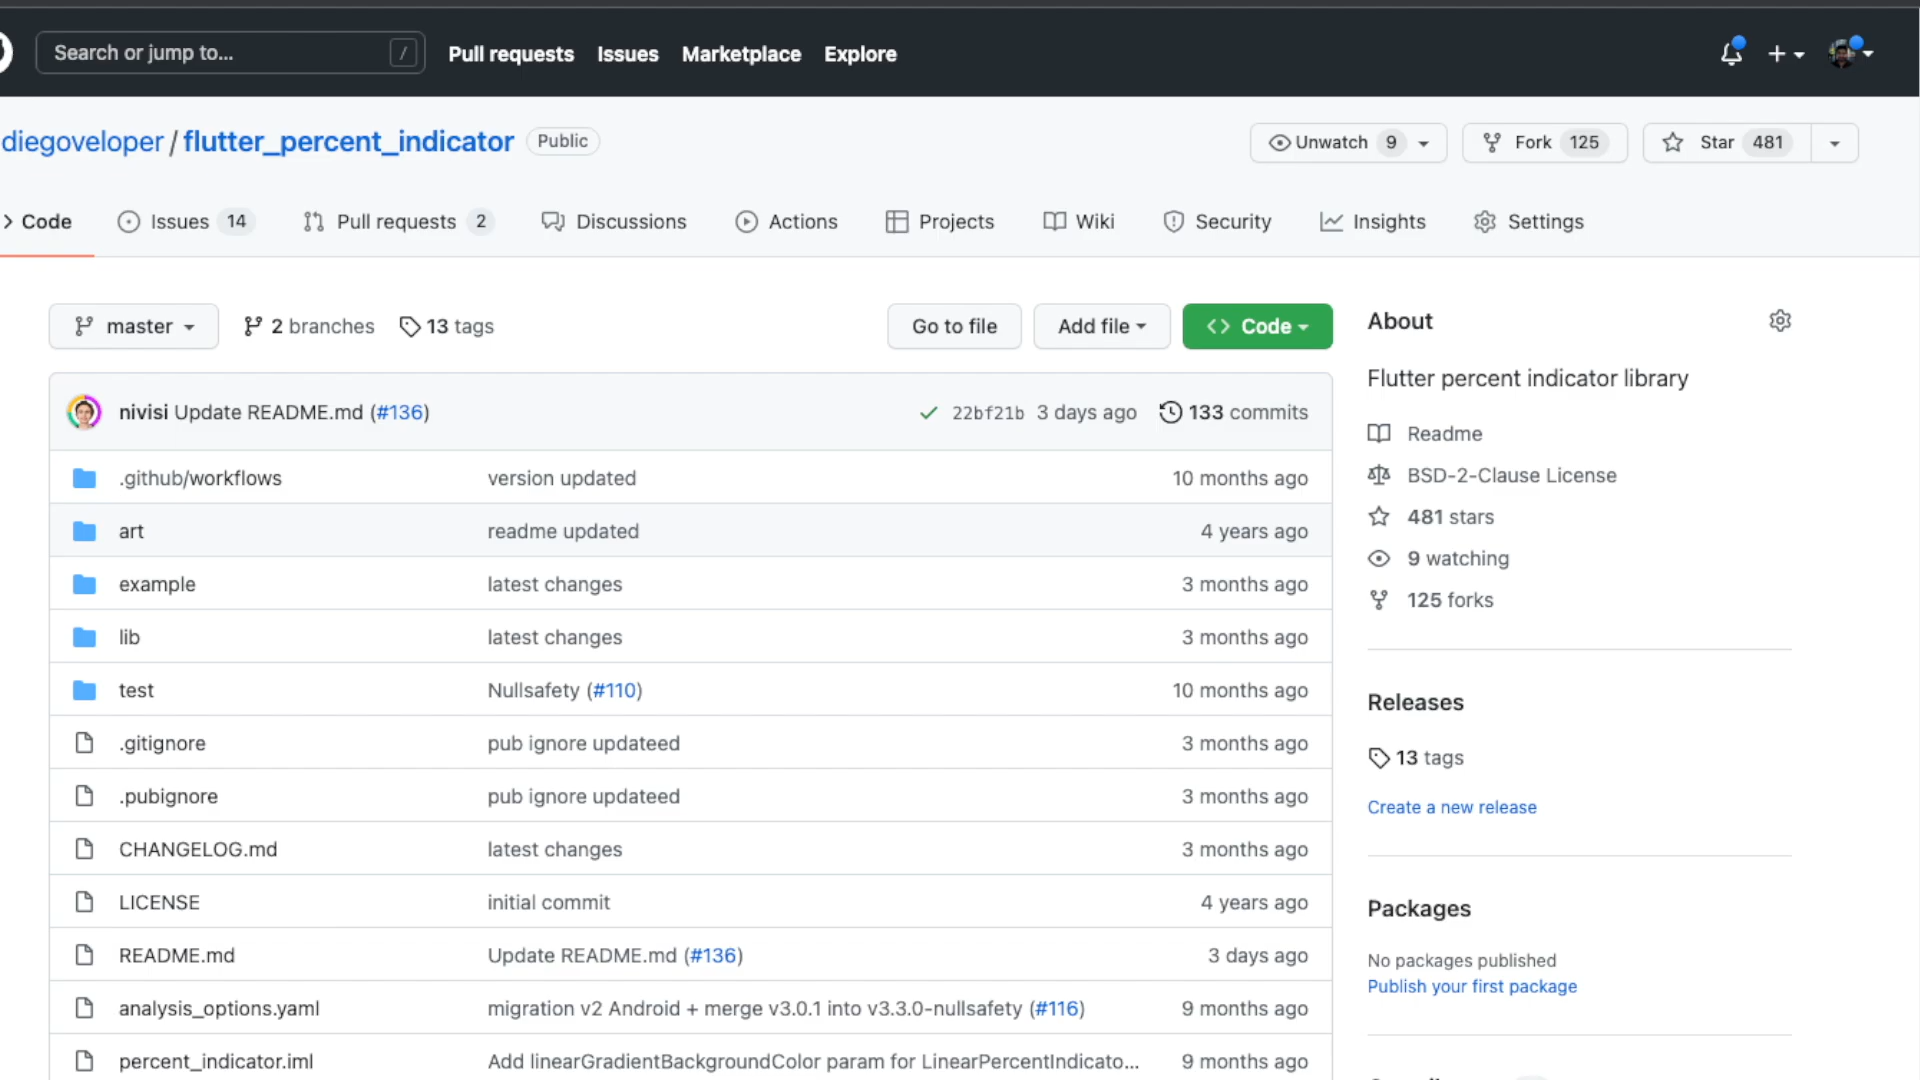 Search or jump to... / Pull requests Issues Marketplace Explore
diegoveloper / flutter_percent_indicator Public Unwatch 9 Fork 125 Star 481
Code Issues 14 Pull requests 2 Discussions Actions Projects Wiki Security Insights Settings
master 2 branches 13 tags Go to file Add file Code
nivisi Update README.md (#136) 22bf21b 3 days ago 133 commits
.github/workflows version updated 10 months ago
art readme updated 4 years ago
example latest changes 3 months ago
lib latest changes 3 months ago
test Nullsafety (#110) 10 months ago
.gitignore pub ignore updateed 3 months ago
.pubignore pub ignore updateed 3 months ago
CHANGELOG.md latest changes 3 months ago
LICENSE initial commit 4 years ago
README.md Update README.md (#136) 3 days ago
analysis_options.yaml migration v2 Android + merge v3.0.1 into v3.3.0-nullsafety (#116) 9 months ago
percent_indicator.iml Add linearGradientBackgroundColor param for LinearPercentIndicato... 9 months ago
About
Flutter percent indicator library
Readme
BSD-2-Clause License
481 stars
9 watching
125 forks
Releases
13 tags
Create a new release
Packages
No packages published
Publish your first package